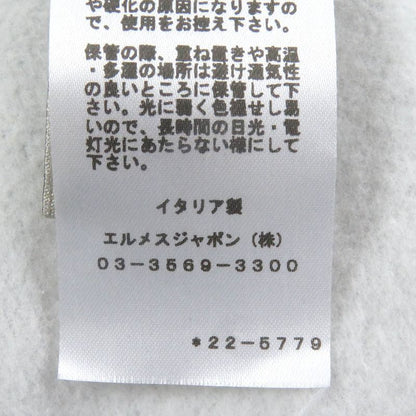 や硬化の原因になりますの
で、使用をお控え下さい。
保管の際、重ね置きや高温
・多湿の場所は避け通気性
の良いところに保管して下
さい。光に弱く色褪せし易
いので、長時間の日光・電
灯光にあたらない様にして
下さい。
イタリア製
エルメスジャポン（株）
03-3569-3300
*22-5779